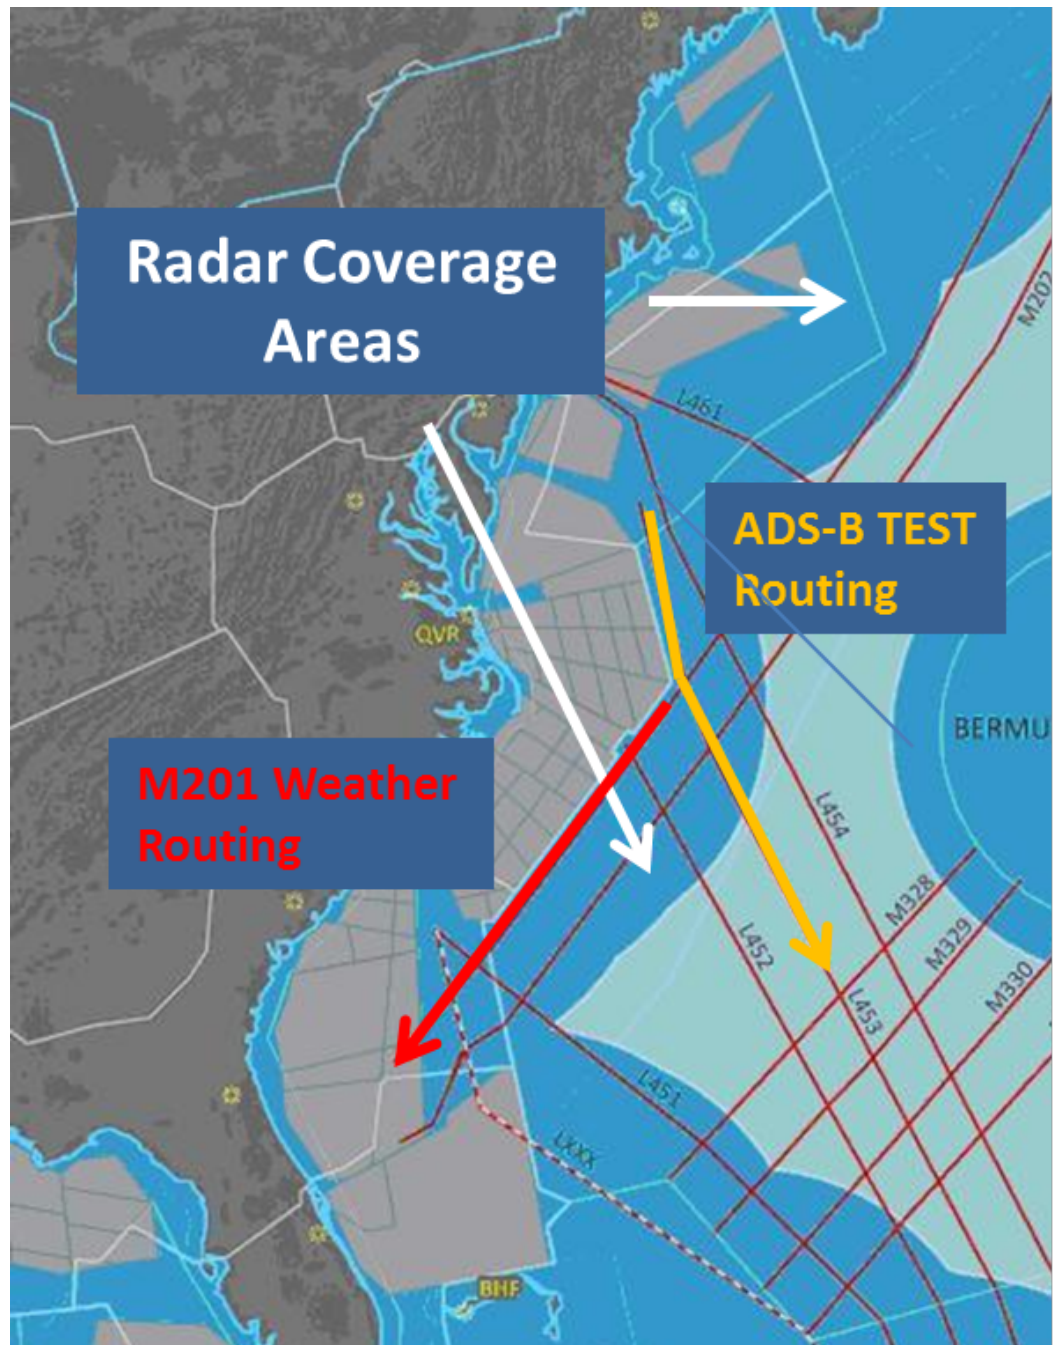 Radar Coverage
Areas
M202
L461
ADS-B TEST
Routing
QVR
BERMU
M201 Weather
Routing
L454
M328
M329
L452
M330
L453
L451
LXXX
BHF